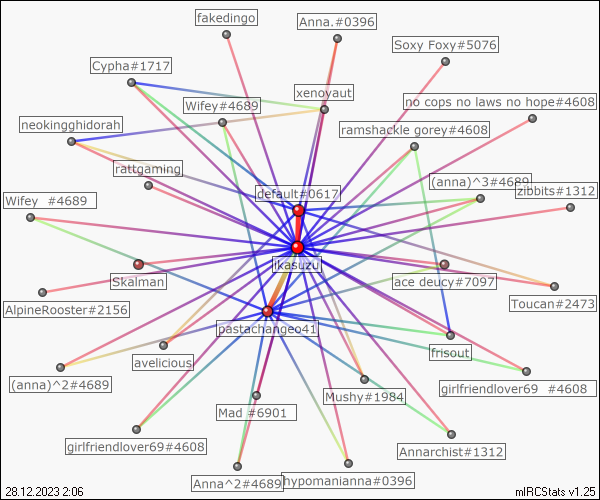 fakedingo
Anna.#0396
Soxy Foxy#5076
Cypha#1717
xenoyaut
Wifey#4689
no cops no laws no hope#4608
neokingghidorah
ramshackle gorey#4608
rattgaming
(anna)^3#4689
default#0617
zibbits#1312
Wifey  #4689
ikasuzu
Skalman
ace deucy#7097
AlpineRooster#2156
Toucan#2473
pastachangeo41
frisout
avelicious
(anna)^2#4689
girlfriendlover69  #4608
Mushy#1984
Mad #6901
girlfriendlover69#4608
Annarchist#1312
Anna^2#4689
hypomanianna#0396
28.12.2023 2:06
mIRCStats v1.25